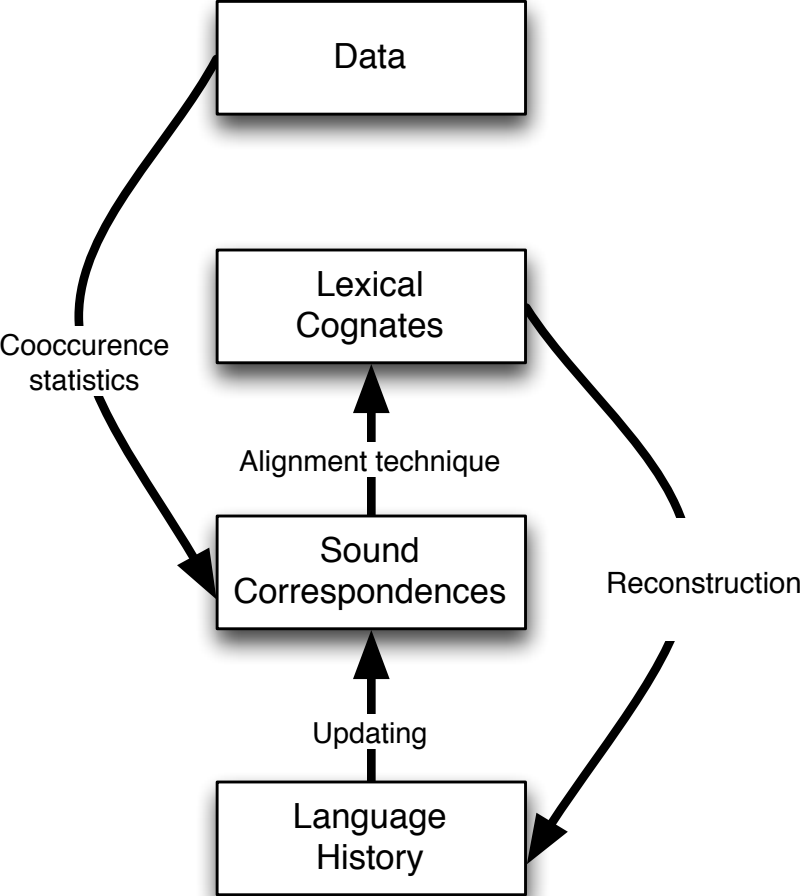 Data
Lexical
Cognates
Cooccurence
statistics
Alignment technique
Sound
Correspondences
Reconstruction
Updating
Language
History